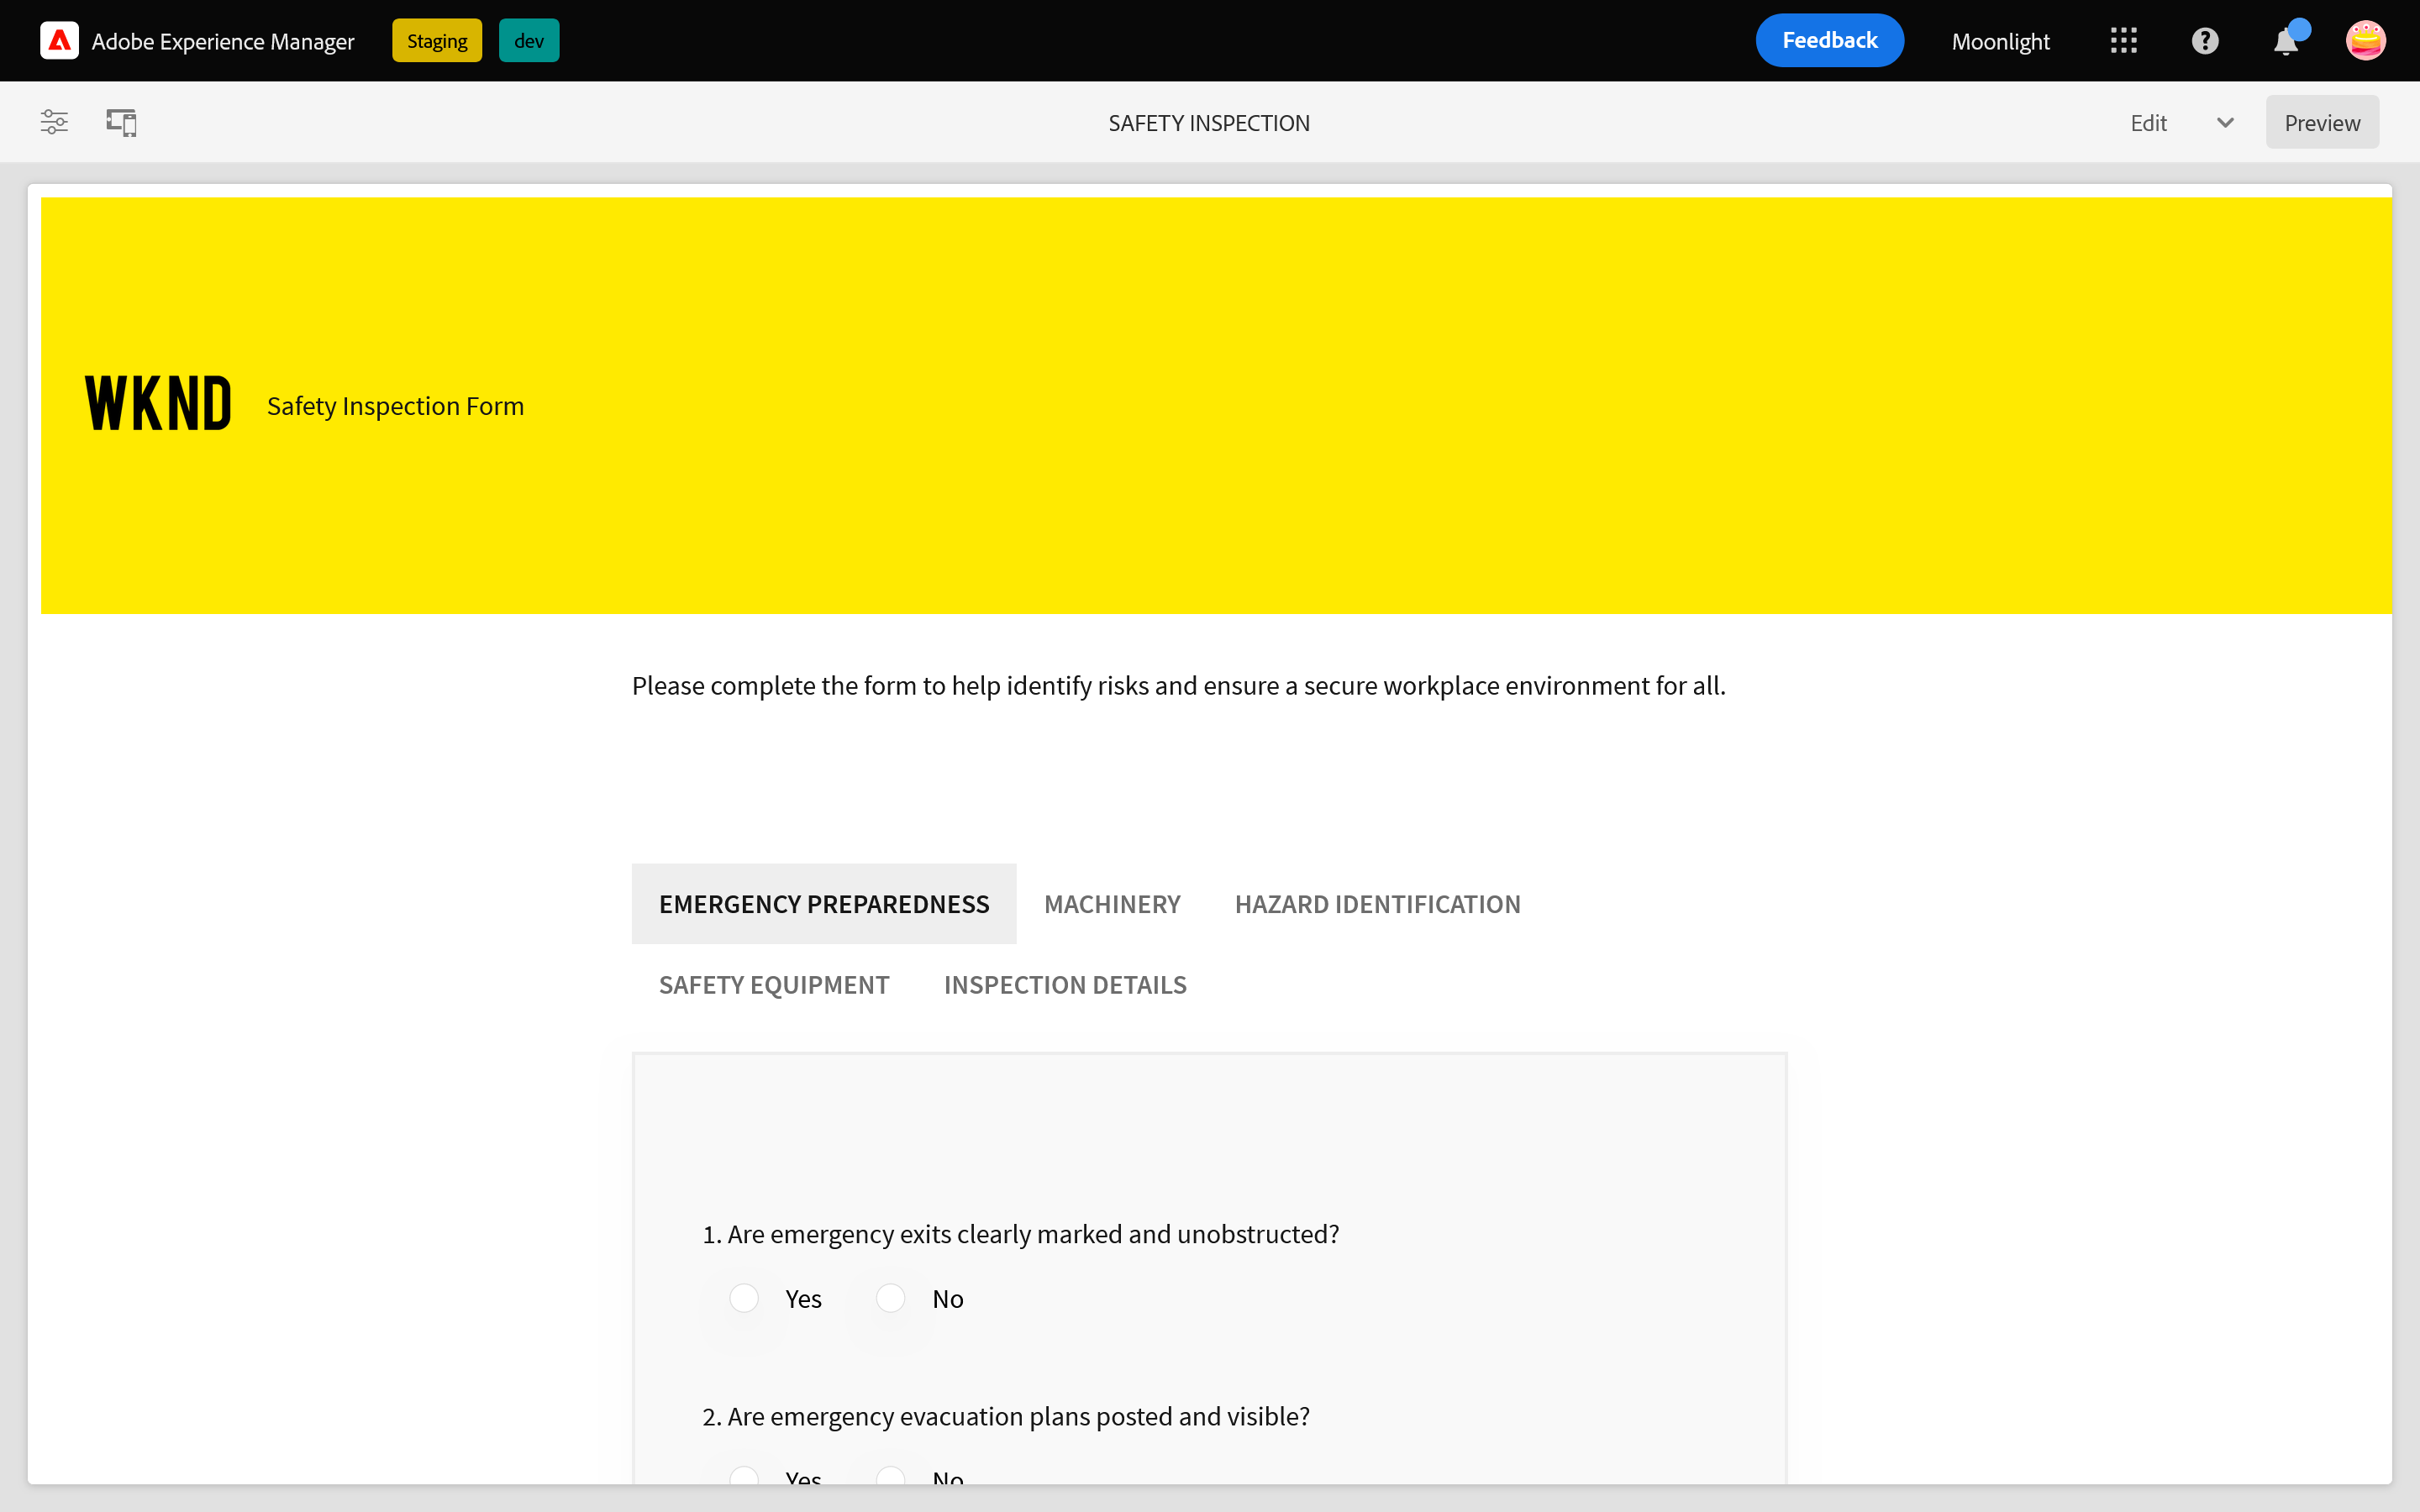 Adobe Experience Manager Staging dev Feedback Moonlight
SAFETY INSPECTION Edit Preview
WKND Safety Inspection Form
Please complete the form to help identify risks and ensure a secure workplace environment for all.
EMERGENCY PREPAREDNESS MACHINERY HAZARD IDENTIFICATION
SAFETY EQUIPMENT INSPECTION DETAILS
1. Are emergency exits clearly marked and unobstructed?
Yes No
2. Are emergency evacuation plans posted and visible?
Yes No